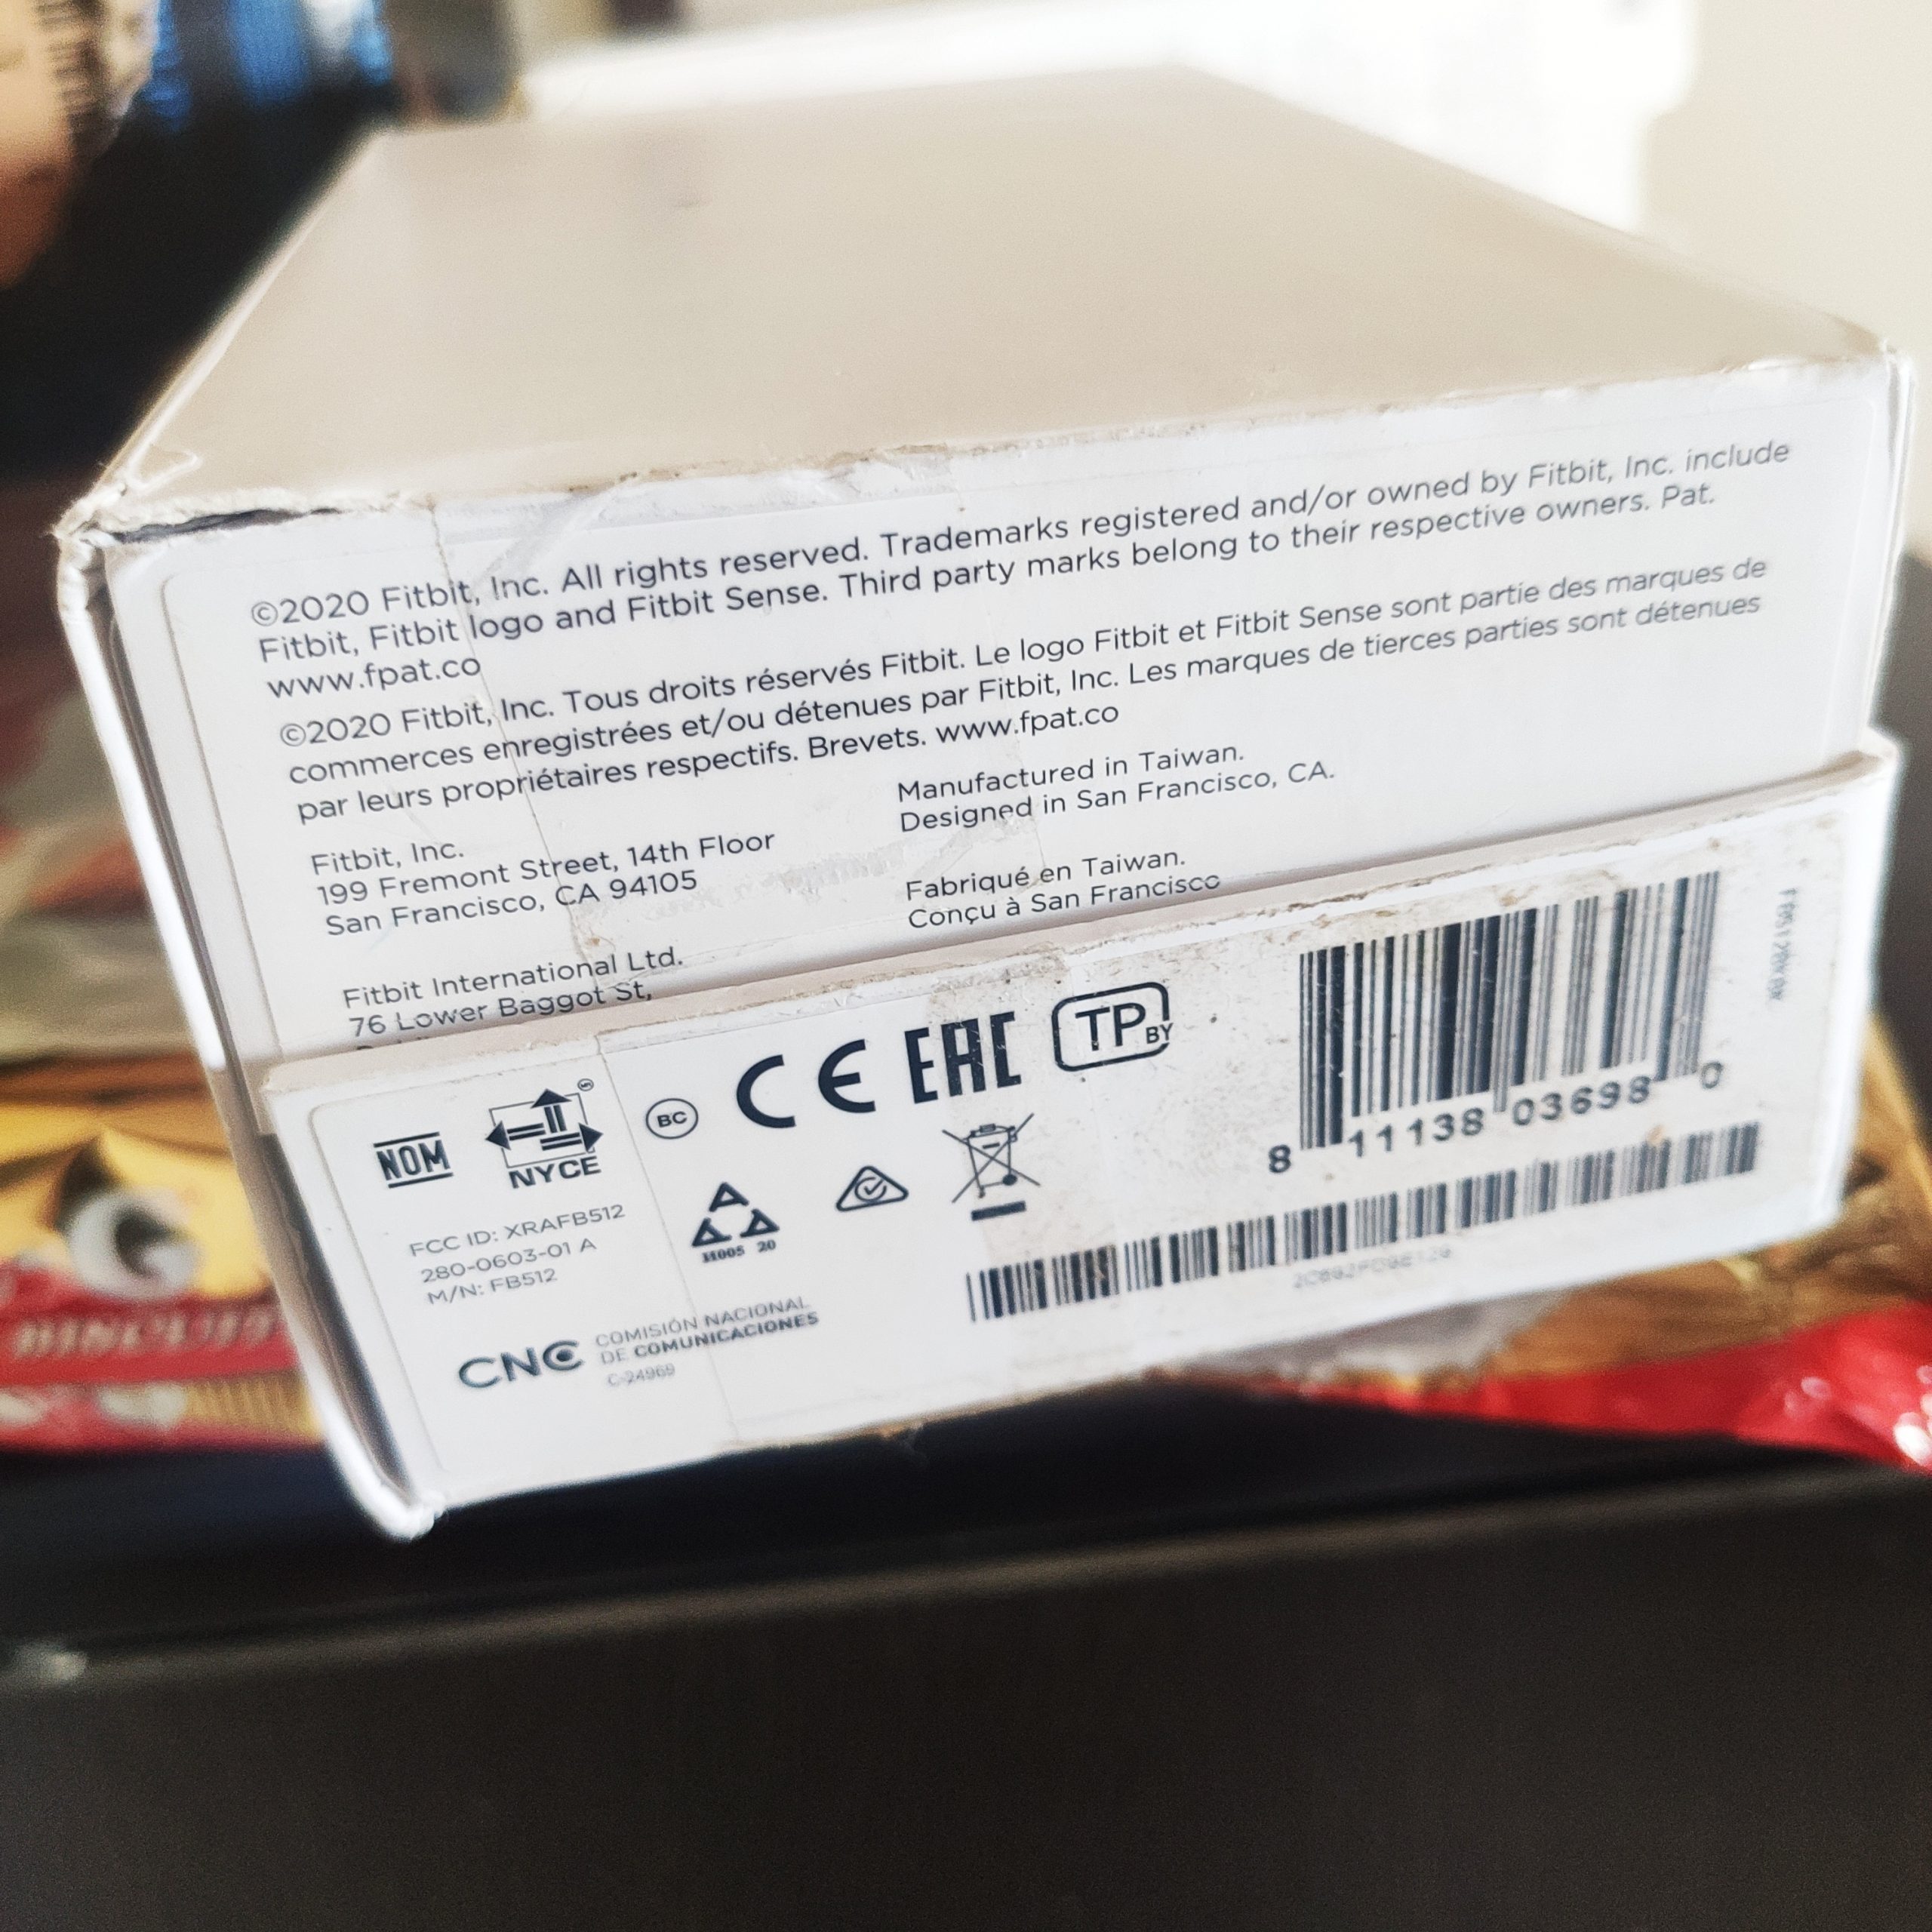 ©2020 Fitbit, Inc. All rights reserved. Trademarks registered and/or owned by Fitbit, Inc. include
Fitbit, Fitbit logo and Fitbit Sense. Third party marks belong to their respective owners. Pat.
www.fpat.co
©2020 Fitbit, Inc. Tous droits réservés Fitbit. Le logo Fitbit et Fitbit Sense sont partie des marques de
commerces enregistrées et/ou détenues par Fitbit, Inc. Les marques de tierces parties sont détenues
par leurs propriétaires respectifs. Brevets. www.fpat.co
Fitbit, Inc.
199 Fremont Street, 14th Floor
San Francisco, CA 94105
Fitbit International Ltd.
76 Lower Baggot St,
Manufactured in Taiwan.
Designed in San Francisco, CA.
Fabriqué en Taiwan.
Conçu à San Francisco
NOM
NYCE
BC
CE EAC TP BY
FCC ID: XRAFB512
280-0603-01 A
M/N: FB512
A
A A
H005 20
CNC COMISIÓN NACIONAL
DE COMUNICACIONES
C-24969
8 11138 03698 0
BISCUITS